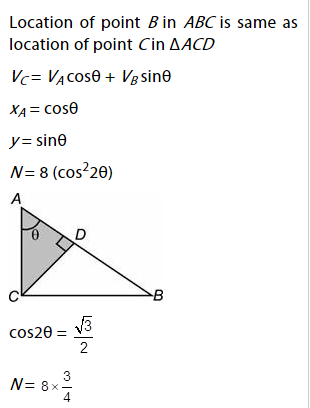 Location of point B in ABC is same as
location of point C in ΔACD
V_C = V_A cosθ + V_B sinθ
x_A = cosθ
y = sinθ
N = 8 (cos²2θ)
A
θ
D
C
B
cos2θ = √3/2
N = 8 × 3/4